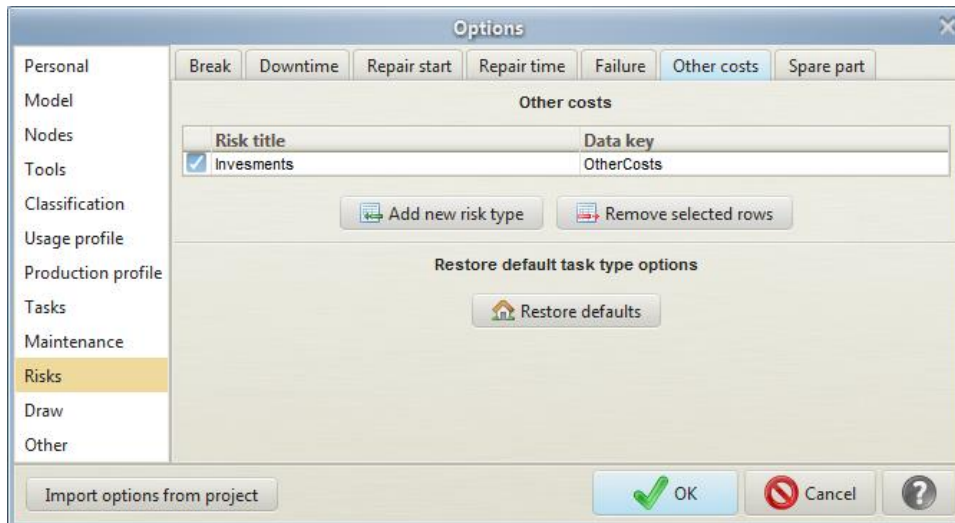 Options
Personal
Model
Nodes
Tools
Classification
Usage profile
Production profile
Tasks
Maintenance
Risks
Draw
Other
Break Downtime Repair start Repair time Failure Other costs Spare part
Other costs
Risk title Data key
Invesments OtherCosts
Add new risk type Remove selected rows
Restore default task type options
Restore defaults
Import options from project OK Cancel ?